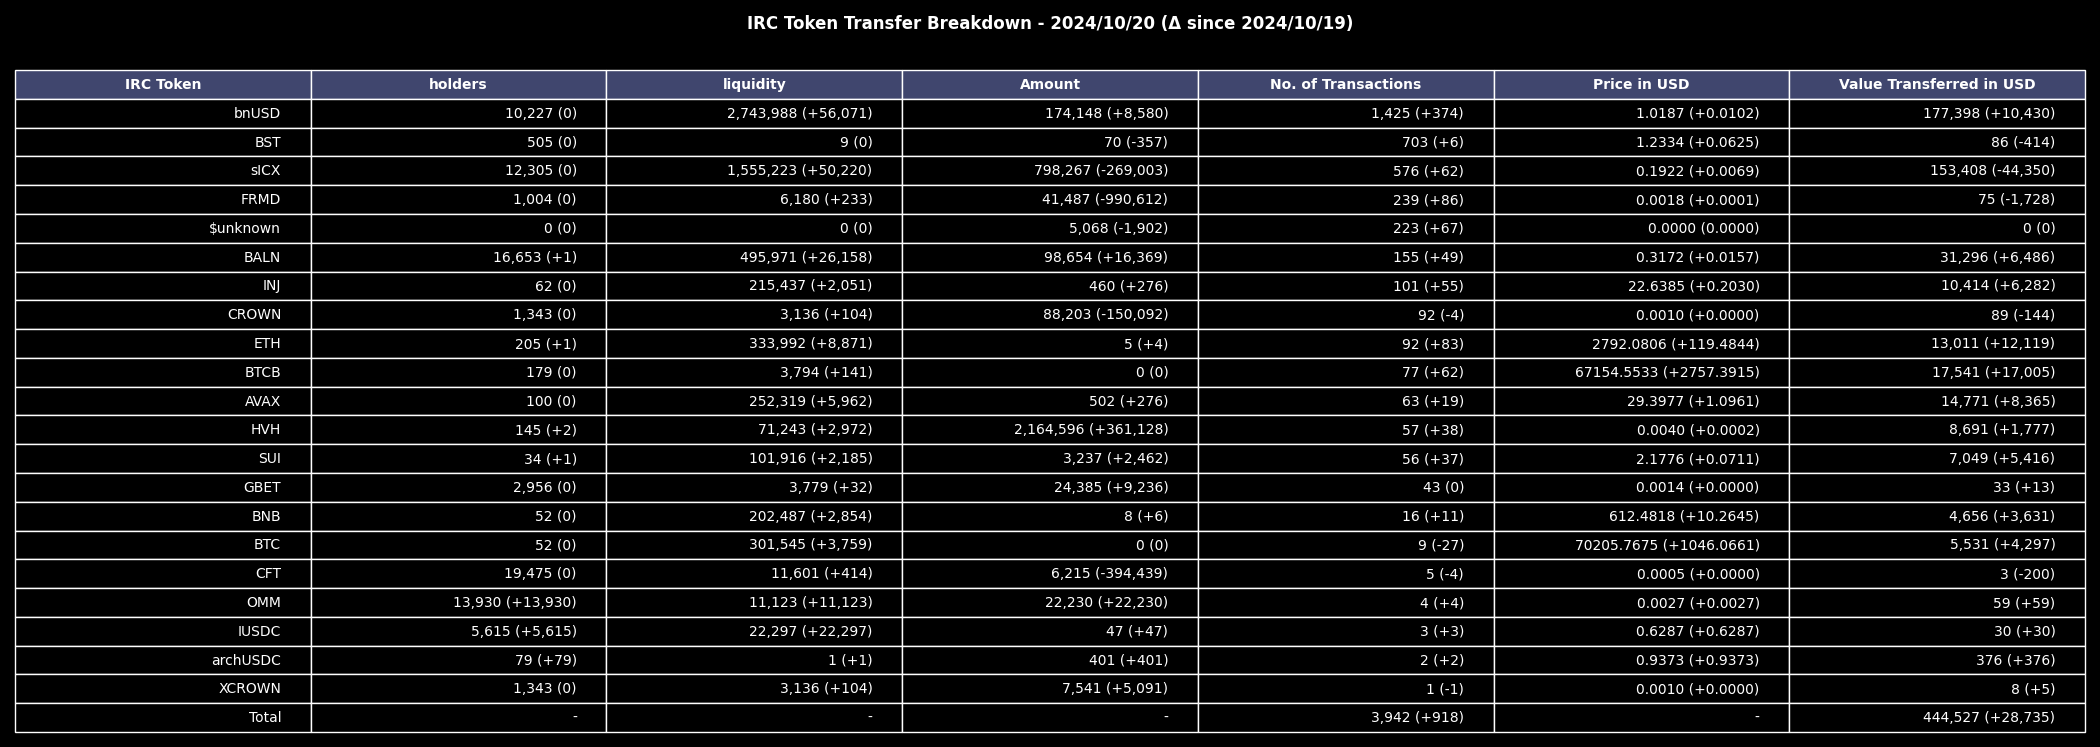 IRC Token Transfer Breakdown - 2024/10/20 (Δ since 2024/10/19)
IRC Token holders liquidity Amount No. of Transactions Price in USD Value Transferred in USD
bnUSD 10,227 (0) 2,743,988 (+56,071) 174,148 (+8,580) 1,425 (+374) 1.0187 (+0.0102) 177,398 (+10,430)
BST 505 (0) 9 (0) 70 (-357) 703 (+6) 1.2334 (+0.0625) 86 (-414)
sICX 12,305 (0) 1,555,223 (+50,220) 798,267 (-269,003) 576 (+62) 0.1922 (+0.0069) 153,408 (-44,350)
FRMD 1,004 (0) 6,180 (+233) 41,487 (-990,612) 239 (+86) 0.0018 (+0.0001) 75 (-1,728)
$unknown 0 (0) 0 (0) 5,068 (-1,902) 223 (+67) 0.0000 (0.0000) 0 (0)
BALN 16,653 (+1) 495,971 (+26,158) 98,654 (+16,369) 155 (+49) 0.3172 (+0.0157) 31,296 (+6,486)
INJ 62 (0) 215,437 (+2,051) 460 (+276) 101 (+55) 22.6385 (+0.2030) 10,414 (+6,282)
CROWN 1,343 (0) 3,136 (+104) 88,203 (-150,092) 92 (-4) 0.0010 (+0.0000) 89 (-144)
ETH 205 (+1) 333,992 (+8,871) 5 (+4) 92 (+83) 2792.0806 (+119.4844) 13,011 (+12,119)
BTCB 179 (0) 3,794 (+141) 0 (0) 77 (+62) 67154.5533 (+2757.3915) 17,541 (+17,005)
AVAX 100 (0) 252,319 (+5,962) 502 (+276) 63 (+19) 29.3977 (+1.0961) 14,771 (+8,365)
HVH 145 (+2) 71,243 (+2,972) 2,164,596 (+361,128) 57 (+38) 0.0040 (+0.0002) 8,691 (+1,777)
SUI 34 (+1) 101,916 (+2,185) 3,237 (+2,462) 56 (+37) 2.1776 (+0.0711) 7,049 (+5,416)
GBET 2,956 (0) 3,779 (+32) 24,385 (+9,236) 43 (0) 0.0014 (+0.0000) 33 (+13)
BNB 52 (0) 202,487 (+2,854) 8 (+6) 16 (+11) 612.4818 (+10.2645) 4,656 (+3,631)
BTC 52 (0) 301,545 (+3,759) 0 (0) 9 (-27) 70205.7675 (+1046.0661) 5,531 (+4,297)
CFT 19,475 (0) 11,601 (+414) 6,215 (-394,439) 5 (-4) 0.0005 (+0.0000) 3 (-200)
OMM 13,930 (+13,930) 11,123 (+11,123) 22,230 (+22,230) 4 (+4) 0.0027 (+0.0027) 59 (+59)
IUSDC 5,615 (+5,615) 22,297 (+22,297) 47 (+47) 3 (+3) 0.6287 (+0.6287) 30 (+30)
archUSDC 79 (+79) 1 (+1) 401 (+401) 2 (+2) 0.9373 (+0.9373) 376 (+376)
XCROWN 1,343 (0) 3,136 (+104) 7,541 (+5,091) 1 (-1) 0.0010 (+0.0000) 8 (+5)
Total - - - 3,942 (+918) - 444,527 (+28,735)